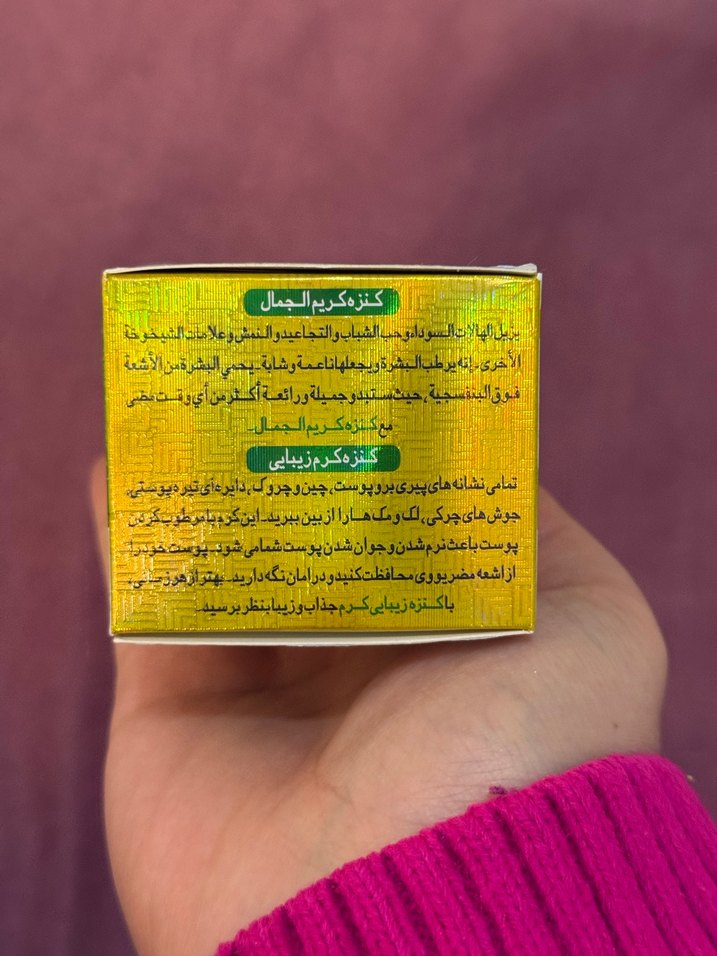 كنزه كريم الجمال
يزيل الهالات السوداء وحب الشباب والتجاعيد والنمش وعلامات الشيخوخة
الأخرى. إنه يرطب البشرة ويجعلها ناعمة وشابة. يحمي البشرة من الأشعة
فوق البنفسجية، حيث ستبدو جميلة ورائعة أكثر من أي وقت مضى
مع كنزه كريم الجمال.
کنزه کرم زیبایی
تمامی نشانه های پیری برو پوست، چین و چروک، دایره ای تیره پوستی،
جوش های چرکی، لک و مک ها را از بین ببرید. این کرم با مرطوب کردن
پوست باعث نرم شدن و جوان شدن پوست شما می شود. پوست خود را
از اشعه مضر یووی محافظت کنید و در امان نگه دارید. بهتر از هر زمانی،
با کنزه زیبایی کرم جذاب و زیبا بنظر برسید.